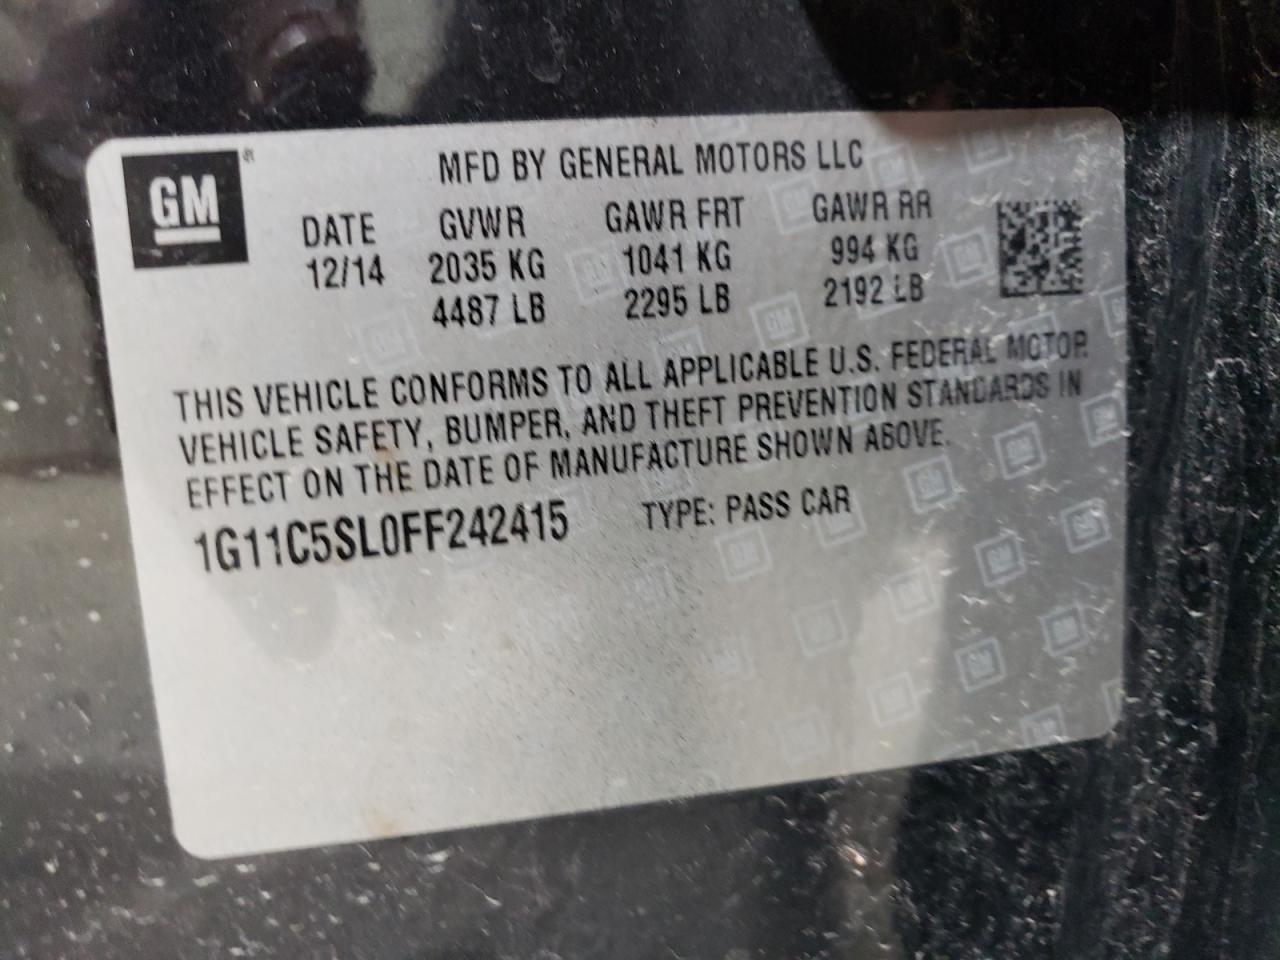 GM
MFD BY GENERAL MOTORS LLC
DATE GVWR GAWR FRT GAWR RR
12/14 2035 KG 1041 KG 994 KG
4487 LB 2295 LB 2192 LB
THIS VEHICLE CONFORMS TO ALL APPLICABLE U.S. FEDERAL MOTOR
VEHICLE SAFETY, BUMPER, AND THEFT PREVENTION STANDARDS IN
EFFECT ON THE DATE OF MANUFACTURE SHOWN ABOVE.
1G11C5SL0FF242415 TYPE: PASS CAR